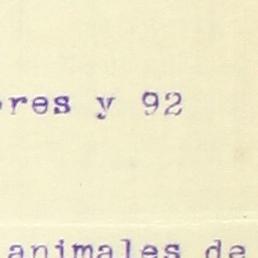 res y 92
animales de